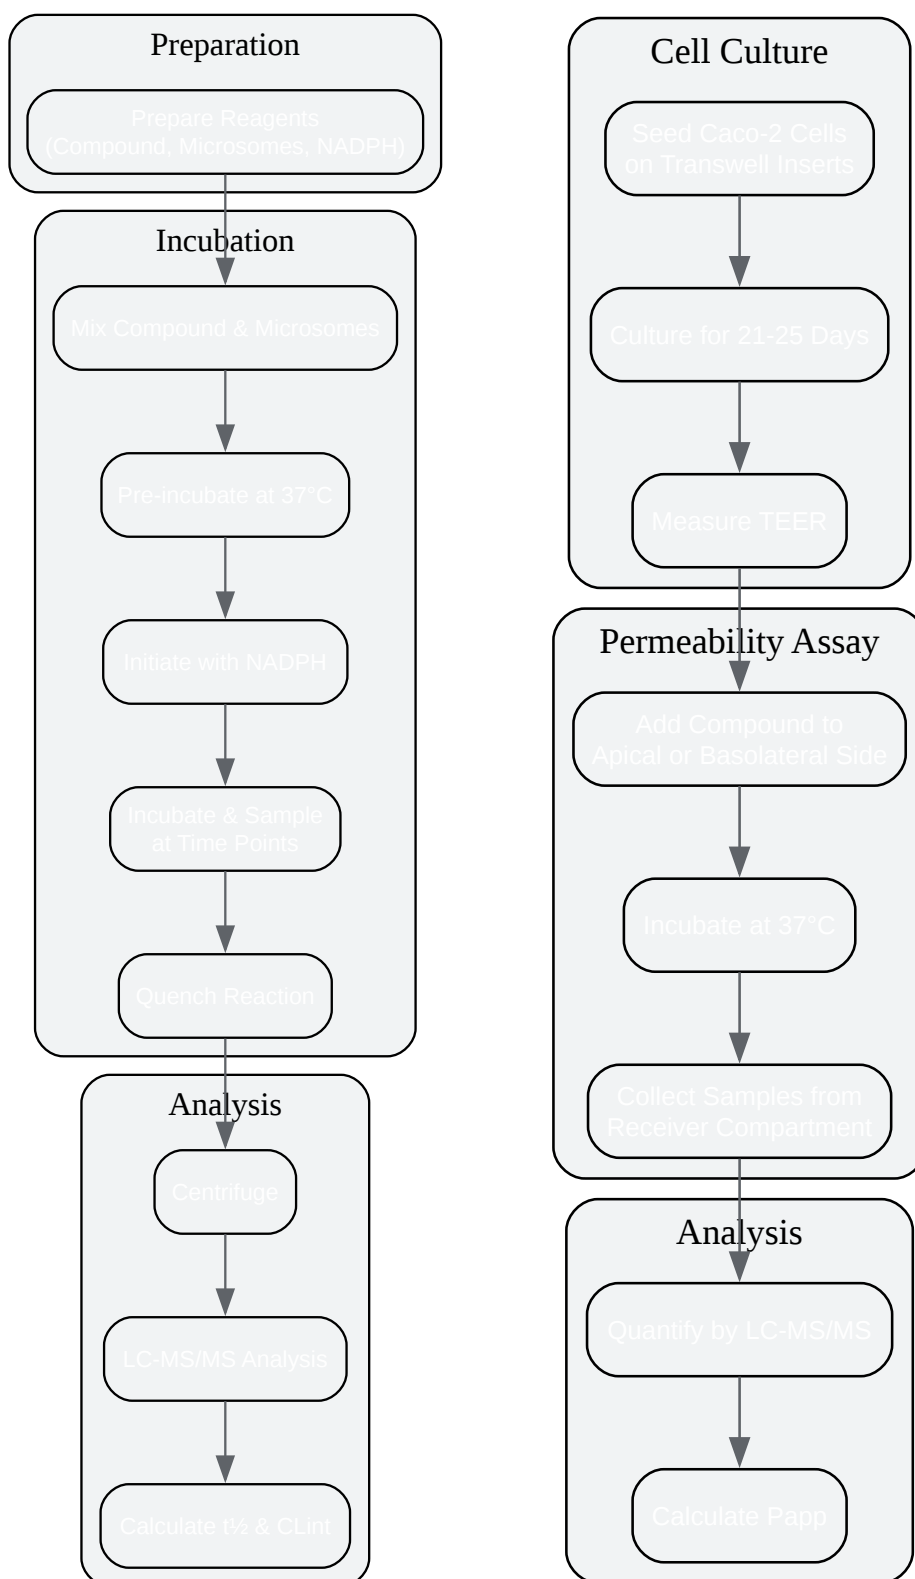 Preparation
Prepare Reagents
(Compound, Microsomes, NADPH)
Incubation
Mix Compound & Microsomes
Pre-incubate at 37°C
Initiate with NADPH
Incubate & Sample
at Time Points
Quench Reaction
Analysis
Centrifuge
LC-MS/MS Analysis
Calculate t½ & CLint
Cell Culture
Seed Caco-2 Cells
on Transwell Inserts
Culture for 21-25 Days
Measure TEER
Permeability Assay
Add Compound to
Apical or Basolateral Side
Incubate at 37°C
Collect Samples from
Receiver Compartment
Analysis
Quantify by LC-MS/MS
Calculate Papp